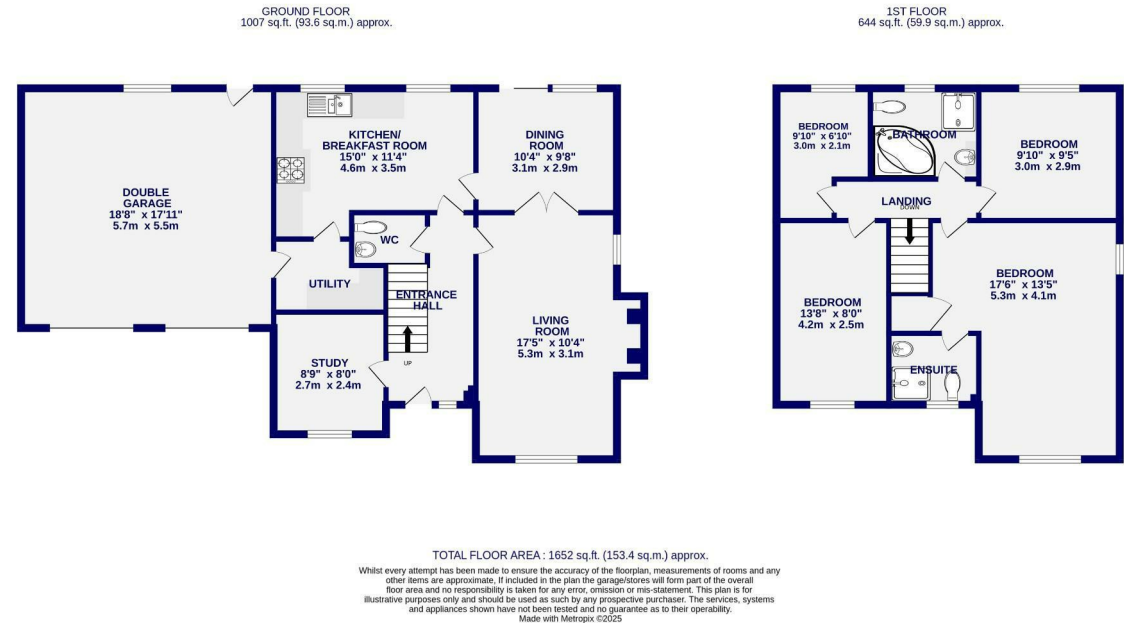 GROUND FLOOR
1007 sq.ft. (93.6 sq.m.) approx.
1ST FLOOR
644 sq.ft. (59.9 sq.m.) approx.
DOUBLE
GARAGE
18'8" x 17'11"
5.7m x 5.5m
KITCHEN/
BREAKFAST ROOM
15'0" x 11'4"
4.6m x 3.5m
DINING
ROOM
10'4" x 9'8"
3.1m x 2.9m
WC
UTILITY
ENTRANCE
HALL
UP
STUDY
8'9" x 8'0"
2.7m x 2.4m
LIVING
ROOM
17'5" x 10'4"
5.3m x 3.1m
BEDROOM
9'10" x 6'10"
3.0m x 2.1m
BATHROOM
BEDROOM
9'10" x 9'5"
3.0m x 2.9m
LANDING
DOWN
BEDROOM
13'8" x 8'0"
4.2m x 2.5m
BEDROOM
17'6" x 13'5"
5.3m x 4.1m
ENSUITE
TOTAL FLOOR AREA : 1652 sq.ft. (153.4 sq.m.) approx.
Whilst every attempt has been made to ensure the accuracy of the floorplan, measurements of rooms and any
other items are approximate, If included in the plan the garage/stores will form part of the overall
floor area and no responsibility is taken for any error, omission or mis-statement. This plan is for
illustrative purposes only and should be used as such by any prospective purchaser. The services, systems
and appliances shown have not been tested and no guarantee as to their operability.
Made with Metropix ©2025